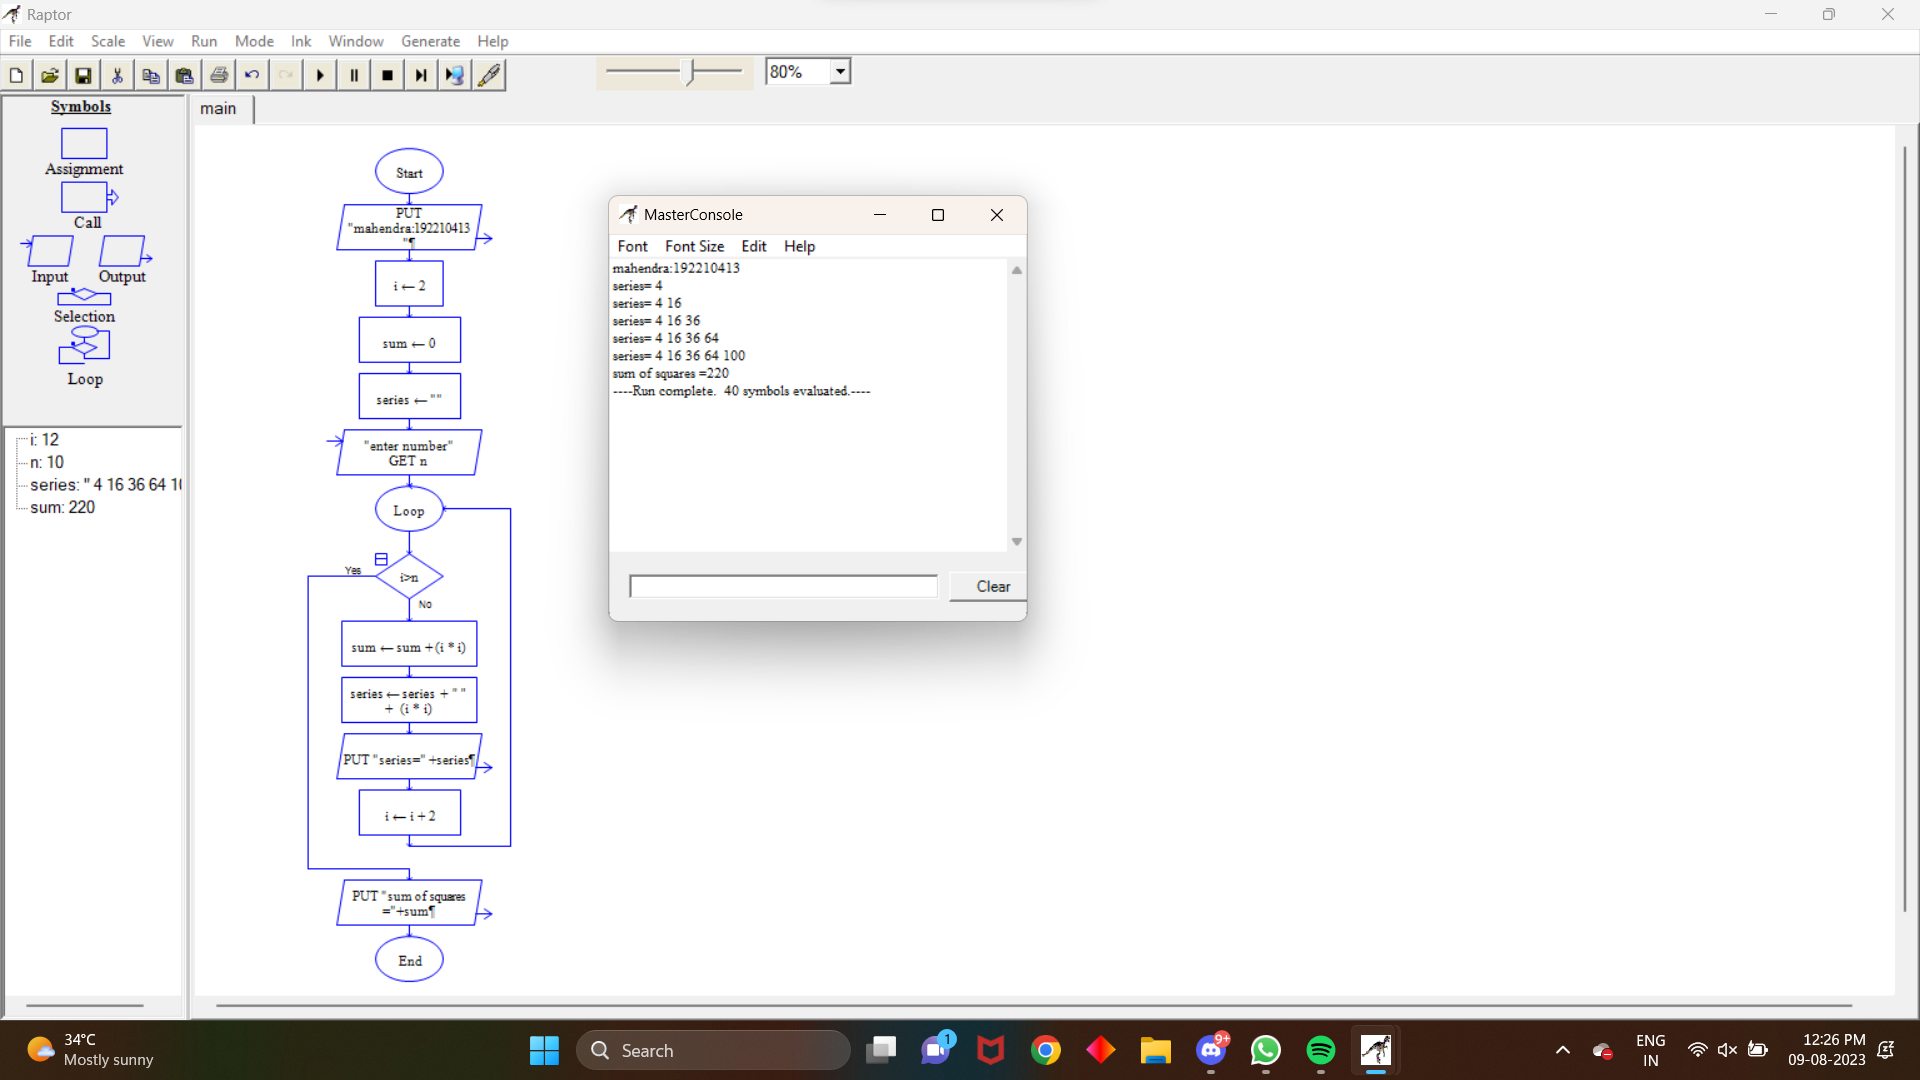 Raptor
File Edit Scale View Run Mode Ink Window Generate Help
80%
Symbols
Assignment
Call
Input Output
Selection
Loop
i: 12
n: 10
series: " 4 16 36 64 10
sum: 220
main
Start
PUT
"mahendra:192210413
"¶
i ← 2
sum ← 0
series ← ""
"enter number"
GET n
Loop
Yes
i>n
No
sum ← sum +(i * i)
series ← series + " "
+ (i * i)
PUT "series=" +series¶
i ← i + 2
PUT "sum of squares
="+sum¶
End
MasterConsole
Font Font Size Edit Help
mahendra:192210413
series= 4
series= 4 16
series= 4 16 36
series= 4 16 36 64
series= 4 16 36 64 100
sum of squares =220
----Run complete. 40 symbols evaluated.----
Clear
34°C
Mostly sunny
Search
1
9+
ENG
IN
12:26 PM
09-08-2023